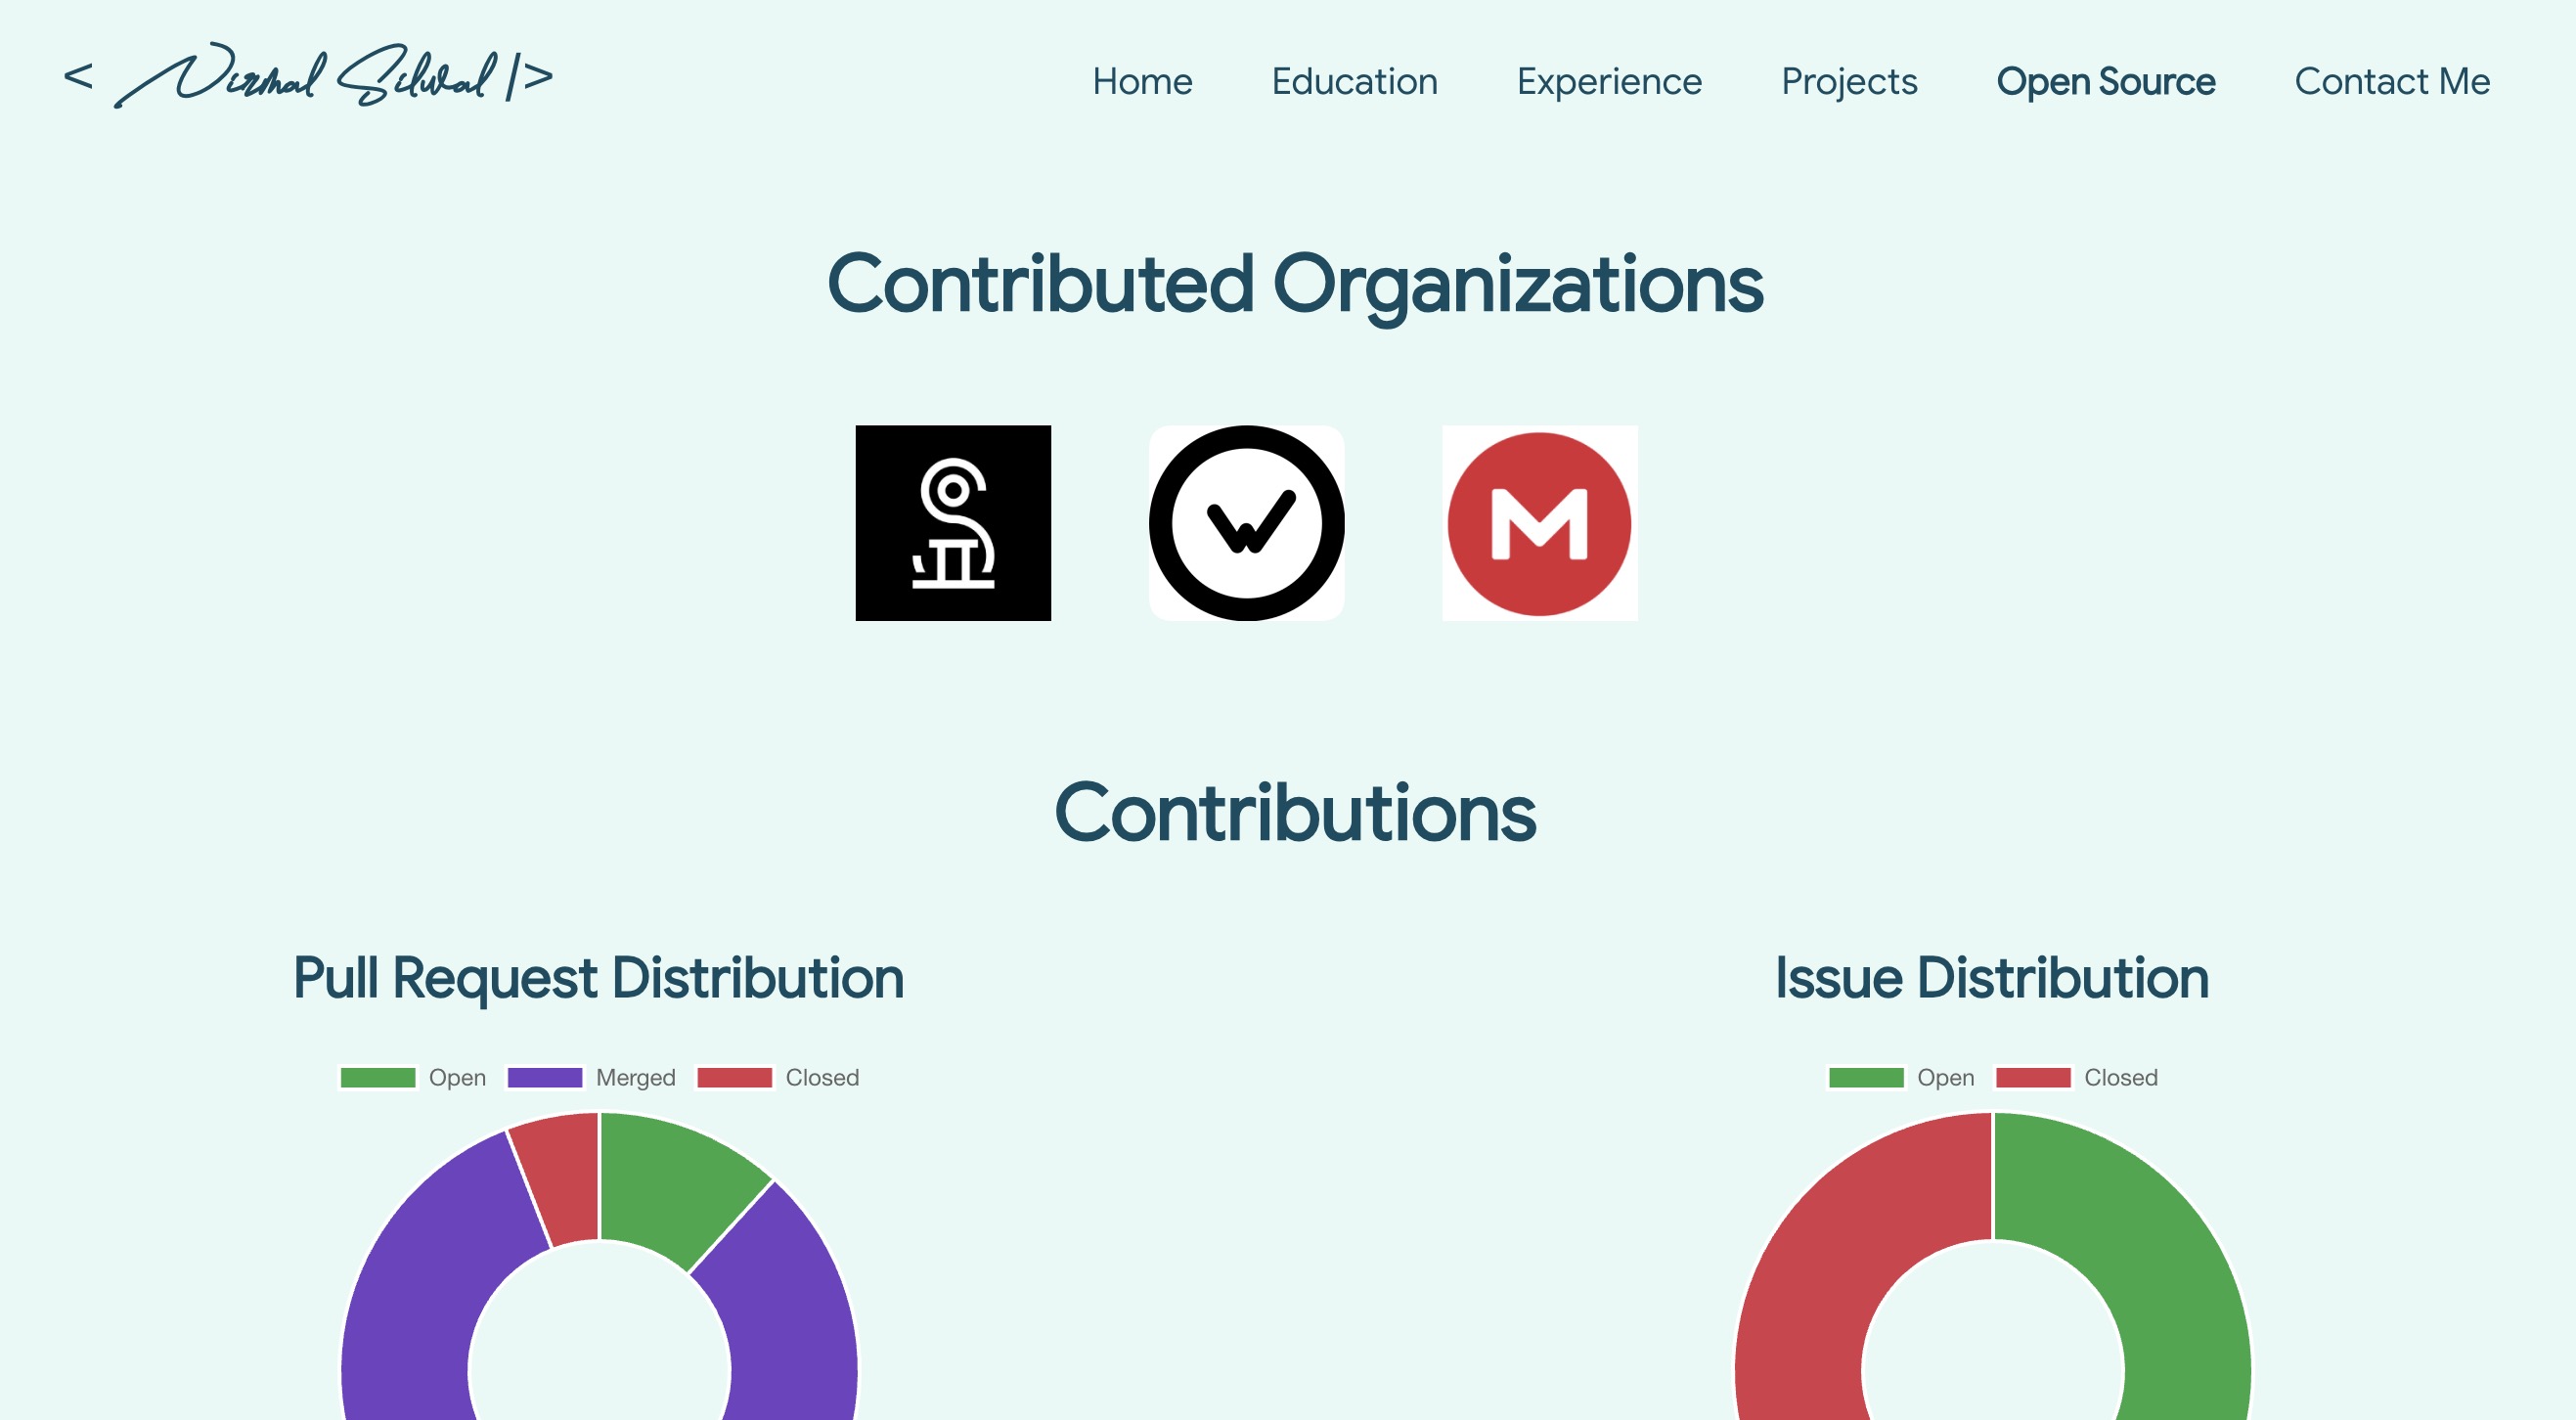 < Nirmal Silwal />
Home Education Experience Projects Open Source Contact Me
Contributed Organizations
W
M
Contributions
Pull Request Distribution
Issue Distribution
Open Merged Closed
Open Closed